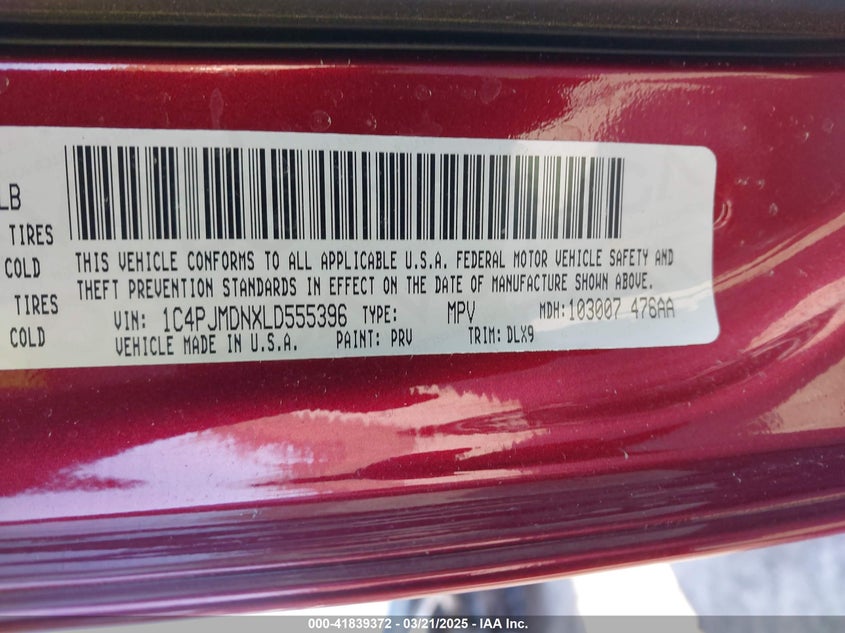 LB
TIRES
COLD
TIRES
COLD
THIS VEHICLE CONFORMS TO ALL APPLICABLE U.S.A. FEDERAL MOTOR VEHICLE SAFETY AND
THEFT PREVENTION STANDARDS IN EFFECT ON THE DATE OF MANUFACTURE SHOWN ABOVE.
VIN: 1C4PJMDNXLD555396 TYPE: MPV MDH:103007 476AA
VEHICLE MADE IN U.S.A. PAINT: PRV TRIM: DLX9
000-41839372 | 03/21/2025 - IAA Inc.